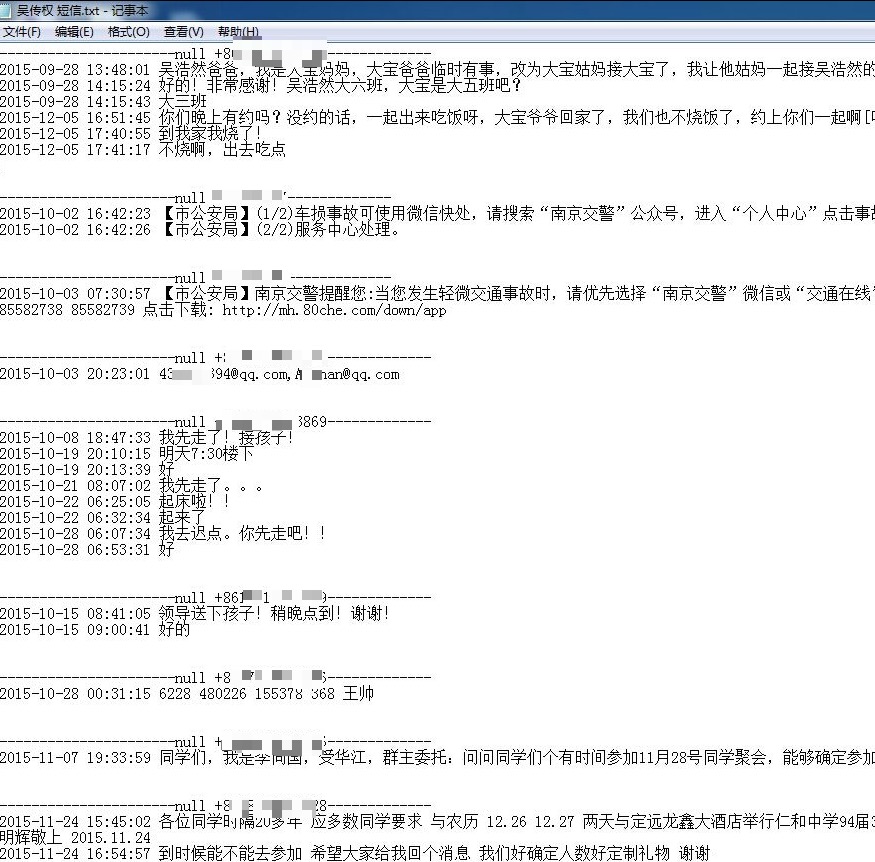 吴传权 短信.txt - 记事本
文件(F) 编辑(E) 格式(O) 查看(V) 帮助(H)
----------------------null +8 -------------
2015-09-28 13:48:01 吴浩然爸爸，我是大宝妈妈，大宝爸爸临时有事，改为大宝姑妈接大宝了，我让他姑妈一起接吴浩然的
2015-09-28 14:15:24 好的！非常感谢！吴浩然大六班，大宝是大五班吧？
2015-09-28 14:15:43 大三班
2015-12-05 16:51:45 你们晚上有约吗？没约的话，一起出来吃饭呀，大宝爷爷回家了，我们也不烧饭了，约上你们一起啊[
2015-12-05 17:40:55 到我家我烧了！
2015-12-05 17:41:17 不烧啊，出去吃点
----------------------null -------------
2015-10-02 16:42:23 【市公安局】(1/2)车损事故可使用微信快处，请搜索“南京交警”公众号，进入“个人中心”点击事故
2015-10-02 16:42:26 【市公安局】(2/2)服务中心处理。
----------------------null -------------
2015-10-03 07:30:57 【市公安局】南京交警提醒您:当您发生轻微交通事故时，请优先选择“南京交警”微信或“交通在线”
85582738 85582739 点击下载: http://mh.80che.com/down/app
----------------------null + -------------
2015-10-03 20:23:01 43 394@qq.com,A nan@qq.com
----------------------null 3869-------------
2015-10-08 18:47:33 我先走了！接孩子！
2015-10-19 20:10:15 明天7:30楼下
2015-10-19 20:13:39 好
2015-10-21 08:07:02 我先走了。。。
2015-10-22 06:25:05 起床啦！！
2015-10-22 06:32:34 起来了
2015-10-28 06:07:34 我去迟点。你先走吧！！
2015-10-28 06:53:31 好
----------------------null +861 1 9-------------
2015-10-15 08:41:05 领导送下孩子！稍晚点到！谢谢！
2015-10-15 09:00:41 好的
----------------------null +8 -------------
2015-10-28 00:31:15 6228 480226 155378 368 王帅
----------------------null + -------------
2015-11-07 19:33:59 同学们，我是李向国，受华江，群主委托：问问同学们个有时间参加11月28号同学聚会，能够确定参加
----------------------null +8 28-------------
2015-11-24 15:45:02 各位同学时隔20多年 应多数同学要求 与农历 12.26 12.27 两天与定远龙鑫大酒店举行仁和中学94届3
明辉敬上 2015.11.24
2015-11-24 16:54:57 到时候能不能去参加 希望大家给我回个消息 我们好确定人数好定制礼物 谢谢